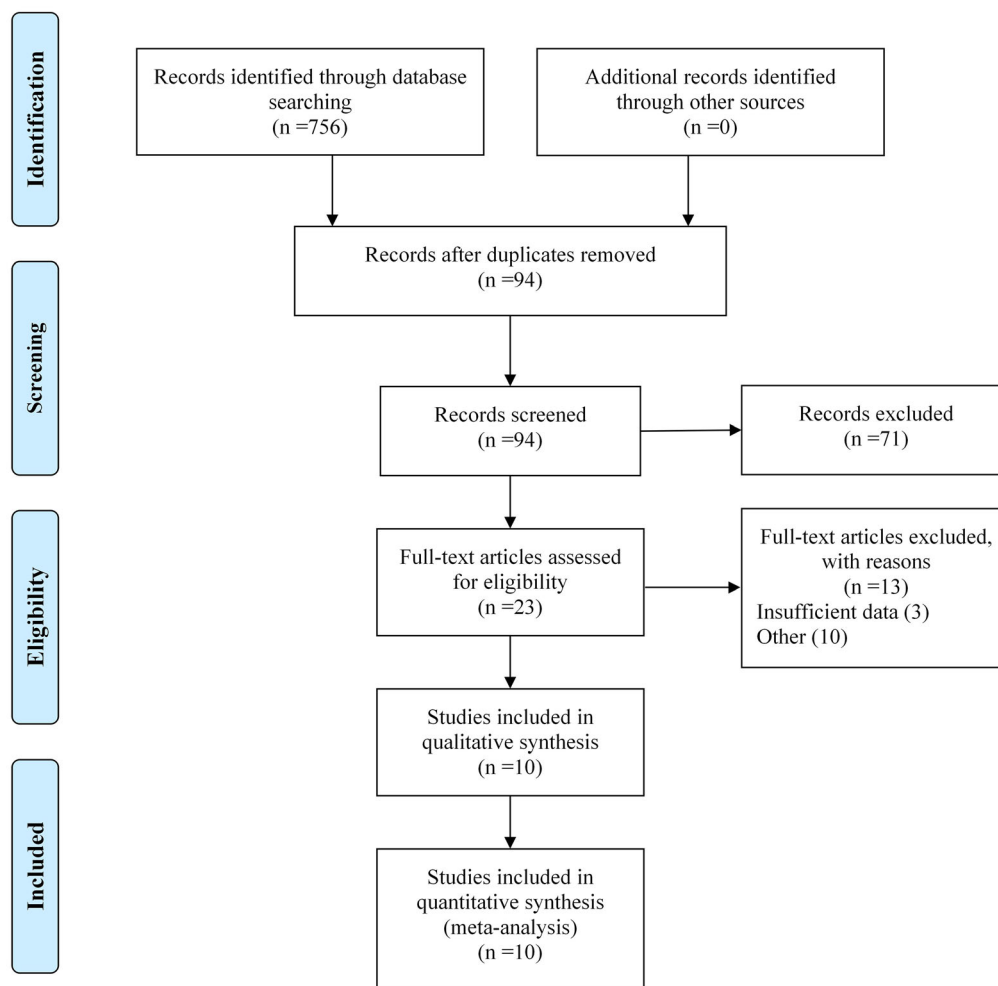 Identification
Records identified through database
searching
(n =756)
Additional records identified
through other sources
(n =0)
Records after duplicates removed
(n =94)
Screening
Records screened
(n =94)
Records excluded
(n =71)
Eligibility
Full-text articles assessed
for eligibility
(n =23)
Full-text articles excluded,
with reasons
(n =13)
Insufficient data (3)
Other (10)
Studies included in
qualitative synthesis
(n =10)
Included
Studies included in
quantitative synthesis
(meta-analysis)
(n =10)